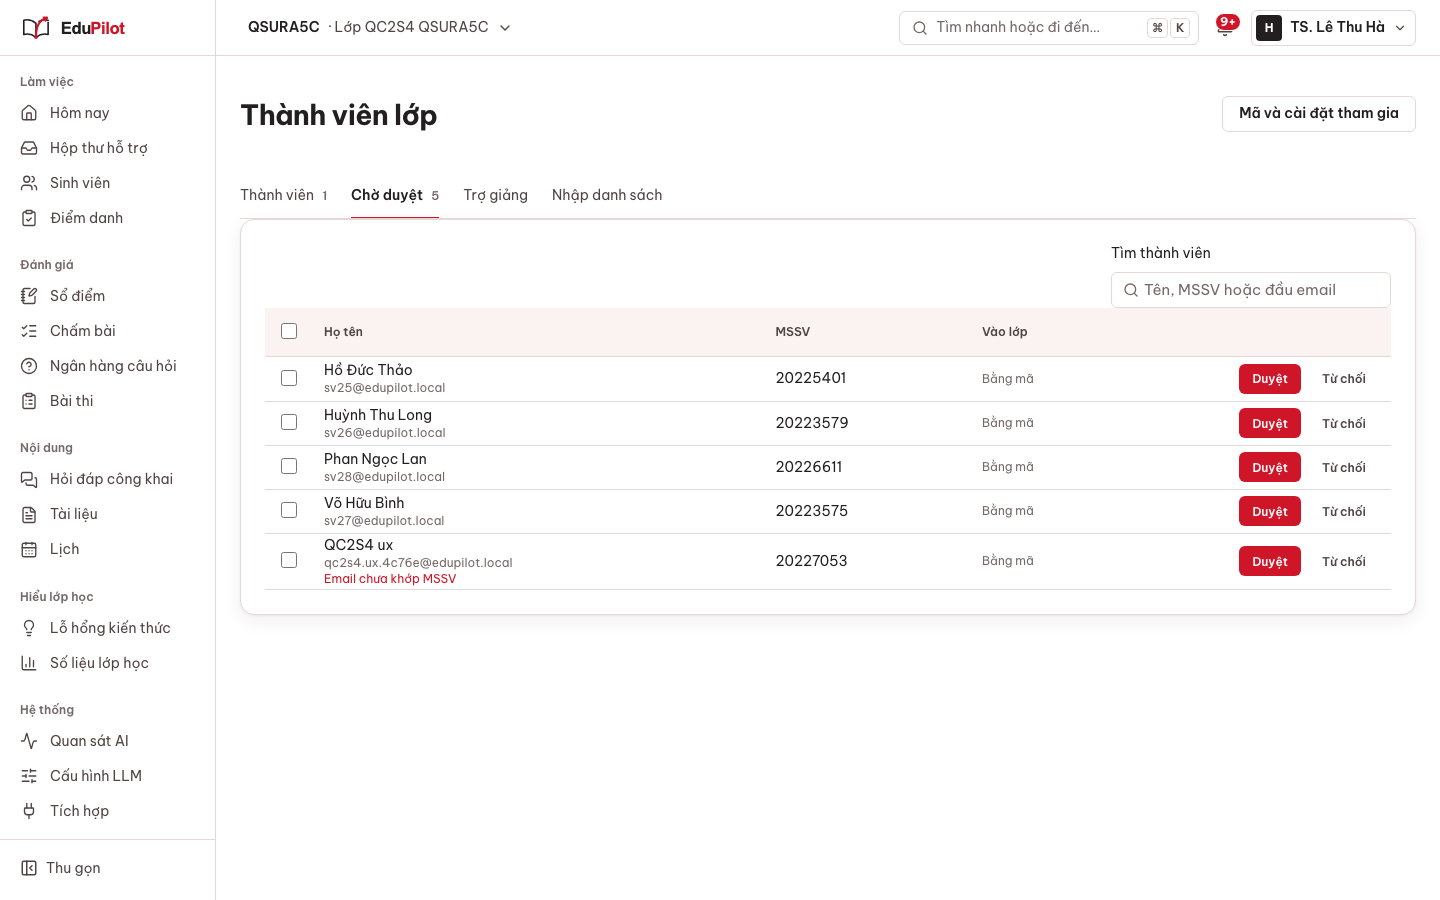 EduPilot
QSURA5C · Lớp QC2S4 QSURA5C
Tìm nhanh hoặc đi đến...
⌘ K
9+
H
TS. Lê Thu Hà
Làm việc
Hôm nay
Hộp thư hỗ trợ
Sinh viên
Điểm danh
Đánh giá
Sổ điểm
Chấm bài
Ngân hàng câu hỏi
Bài thi
Nội dung
Hỏi đáp công khai
Tài liệu
Lịch
Hiểu lớp học
Lỗ hổng kiến thức
Số liệu lớp học
Hệ thống
Quan sát AI
Cấu hình LLM
Tích hợp
Thu gọn
Thành viên lớp
Mã và cài đặt tham gia
Thành viên 1 Chờ duyệt 5 Trợ giảng Nhập danh sách
Tìm thành viên
Tên, MSSV hoặc đầu email
Họ tên MSSV Vào lớp
Hồ Đức Thảo 20225401 Bằng mã Duyệt Từ chối
sv25@edupilot.local
Huỳnh Thu Long 20223579 Bằng mã Duyệt Từ chối
sv26@edupilot.local
Phan Ngọc Lan 20226611 Bằng mã Duyệt Từ chối
sv28@edupilot.local
Võ Hữu Bình 20223575 Bằng mã Duyệt Từ chối
sv27@edupilot.local
QC2S4 ux 20227053 Bằng mã Duyệt Từ chối
qc2s4.ux.4c76e@edupilot.local
Email chưa khớp MSSV